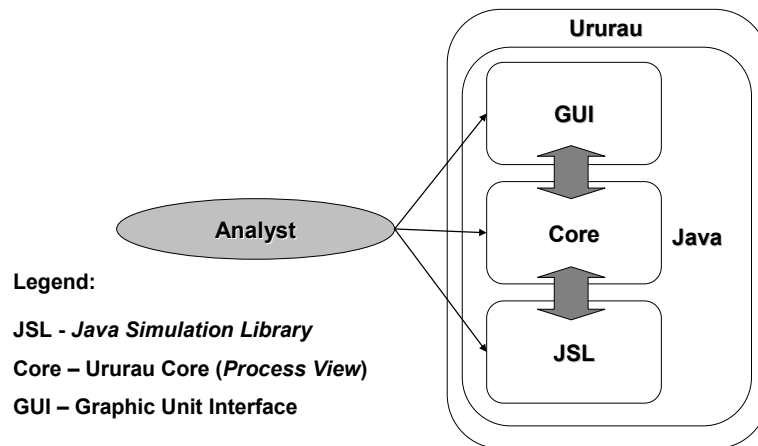 Ururau
GUI
Analyst
Core
Java
JSL
Legend:
JSL - Java Simulation Library
Core – Ururau Core (Process View)
GUI – Graphic Unit Interface